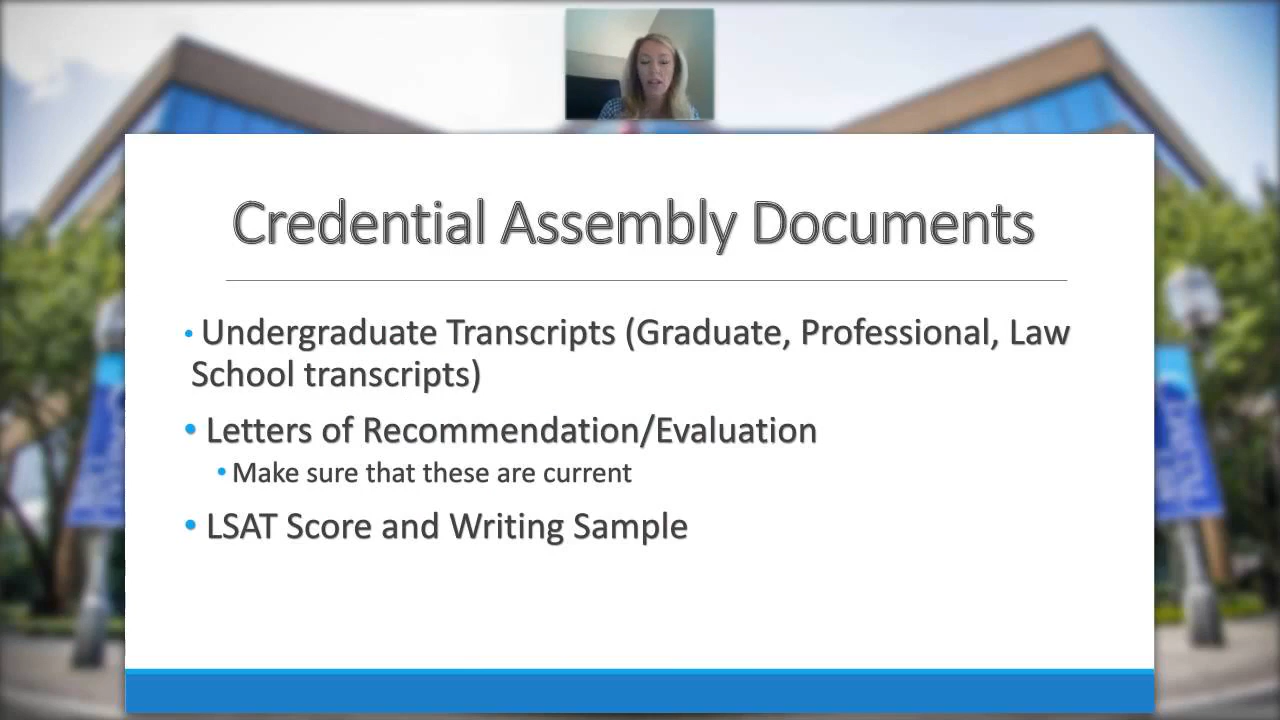 Credential Assembly Documents
• Undergraduate Transcripts (Graduate, Professional, Law
School transcripts)
• Letters of Recommendation/Evaluation
• Make sure that these are current
• LSAT Score and Writing Sample